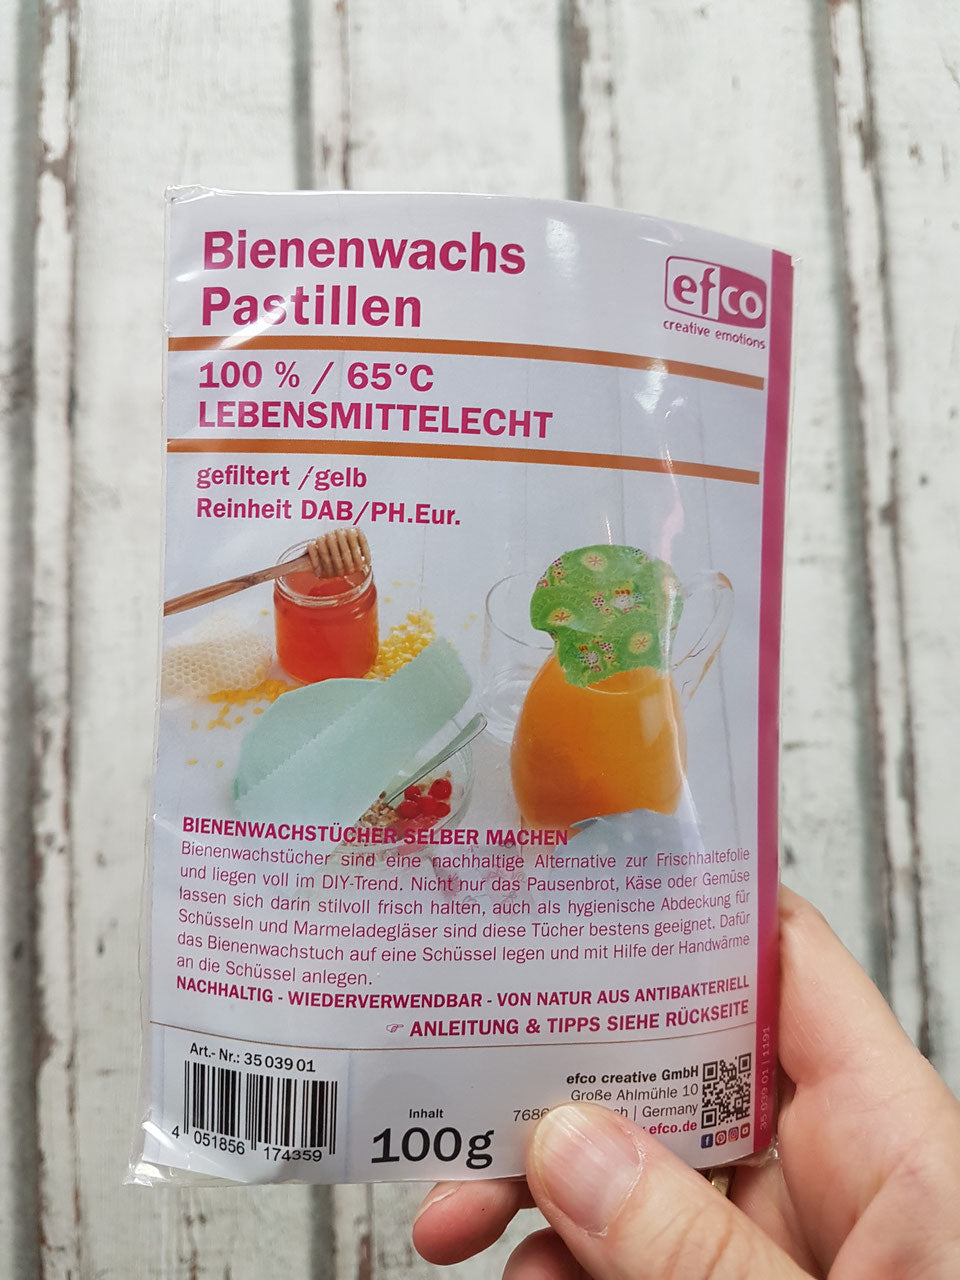 Bienenwachs
Pastillen
efco
creative emotions
100 % / 65°C
LEBENSMITTELECHT
gefiltert /gelb
Reinheit DAB/PH.Eur.
BIENENWACHSTÜCHER SELBER MACHEN
Bienenwachstücher sind eine nachhaltige Alternative zur Frischhaltefolie
und liegen voll im DIY-Trend. Nicht nur das Pausenbrot, Käse oder Gemüse
lassen sich darin stilvoll frisch halten, auch als hygienische Abdeckung für
Schüsseln und Marmeladegläser sind diese Tücher bestens geeignet. Dafür
das Bienenwachstuch auf eine Schüssel legen und mit Hilfe der Handwärme
an die Schüssel anlegen.
NACHHALTIG - WIEDERVERWENDBAR - VON NATUR AUS ANTIBAKTERIELL
☞ ANLEITUNG & TIPPS SIEHE RÜCKSEITE
Art.- Nr.: 35 039 01
4 051856 174359
Inhalt
100g
efco creative GmbH
Große Ahlmühle 10
| Germany
efco.de
35 039 01 | 1191